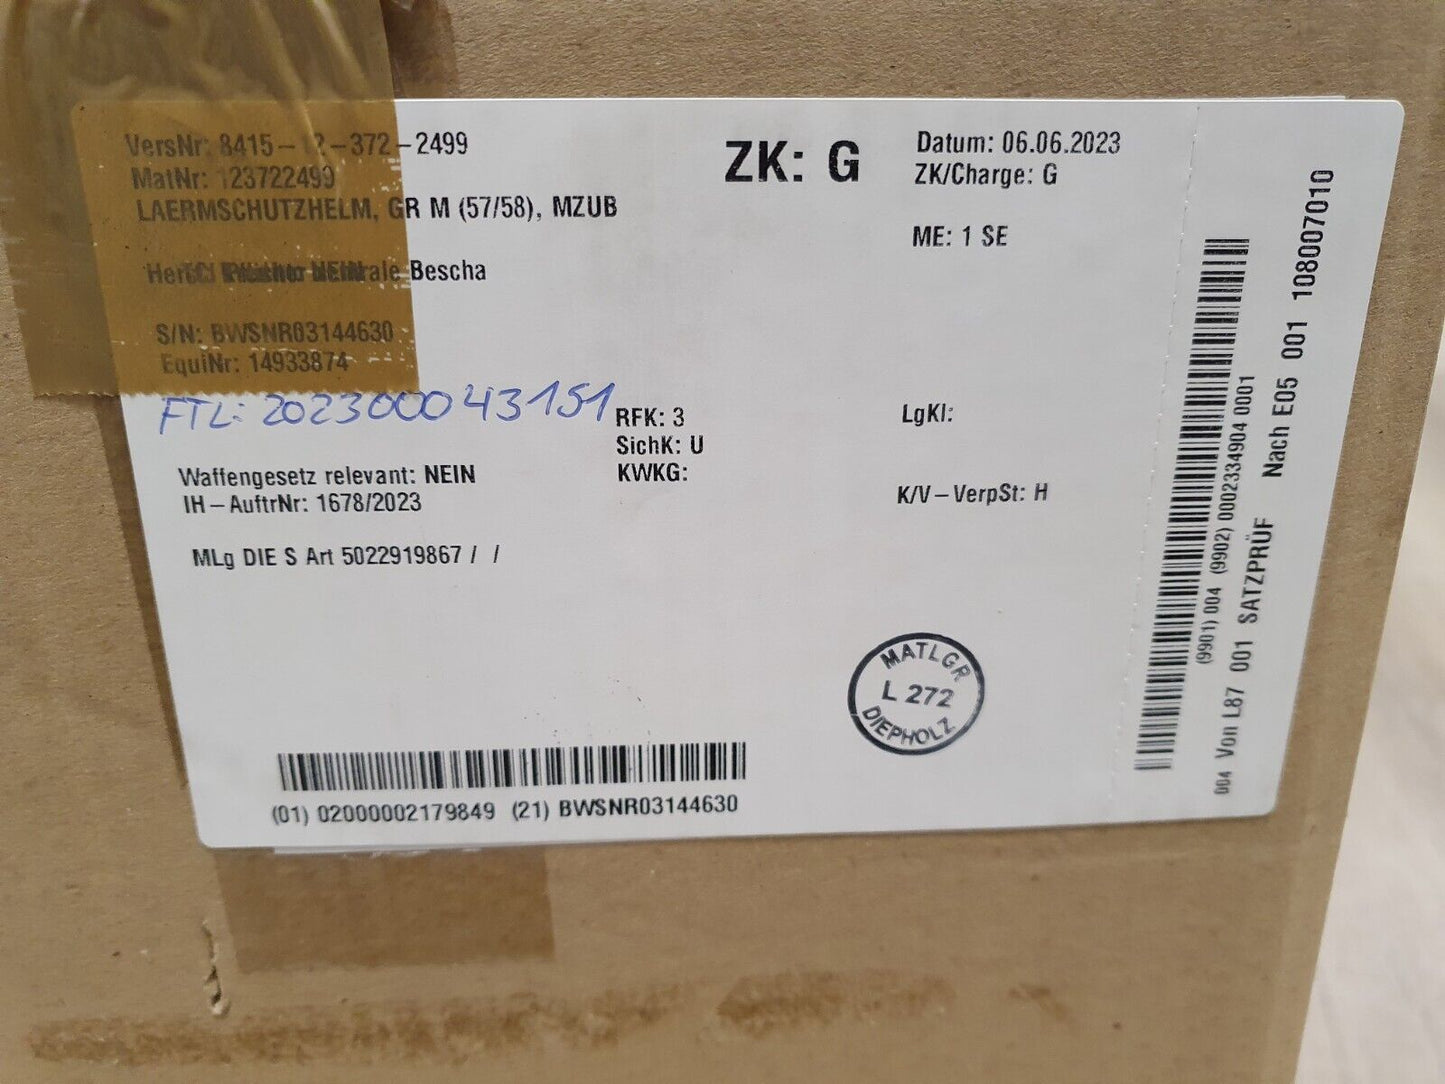 VersNr: 8415-12-372-2499
MatNr: 123722499
LAERMSCHUTZHELM, GR M (57/58), MZUB
Bescha
S/N: BWSNR03144630
EquiNr: 14933874
FTL: 2023000043151
ZK: G
Datum: 06.06.2023
ZK/Charge: G
ME: 1 SE
RFK: 3
SichK: U
KWKG:
LgKl:
K/V-VerpSt: H
Waffengesetz relevant: NEIN
IH-AuftrNr: 1678/2023
MLg DIE S Art 5022919867 / /
MATLGR
L 272
DIEPHOLZ
(01) 02000002179849 (21) BWSNR03144630
(9901) 004 (9902) 0002334904 0001
004 Von L87 001 SATZPRÜF Nach E05 001 108007010